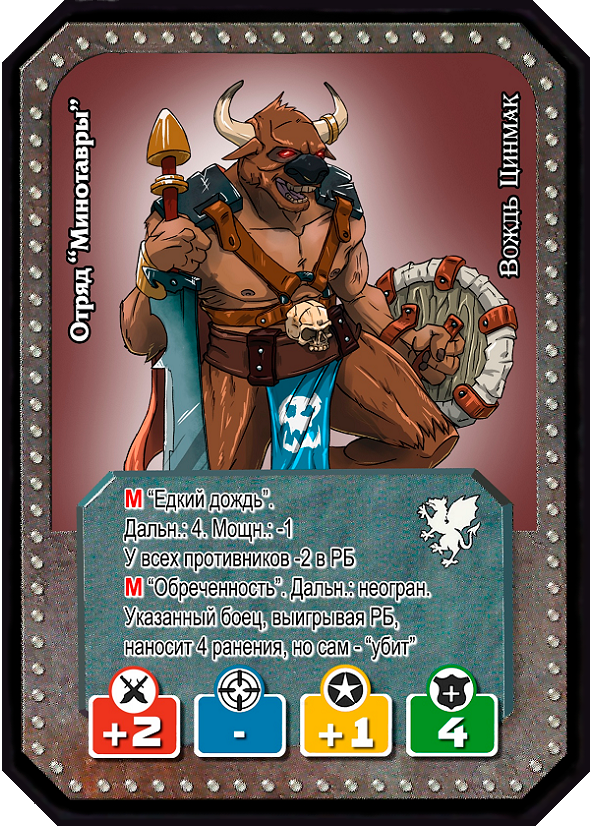 Отряд “Минотавры”
Вождь Цинмак
М “Едкий дождь”.
Дальн.: 4. Мощн.: -1
У всех противников -2 в РБ
М “Обреченность”. Дальн.: неогран.
Указанный боец, выигрывая РБ,
наносит 4 ранения, но сам - “убит”
+2 - +1 4